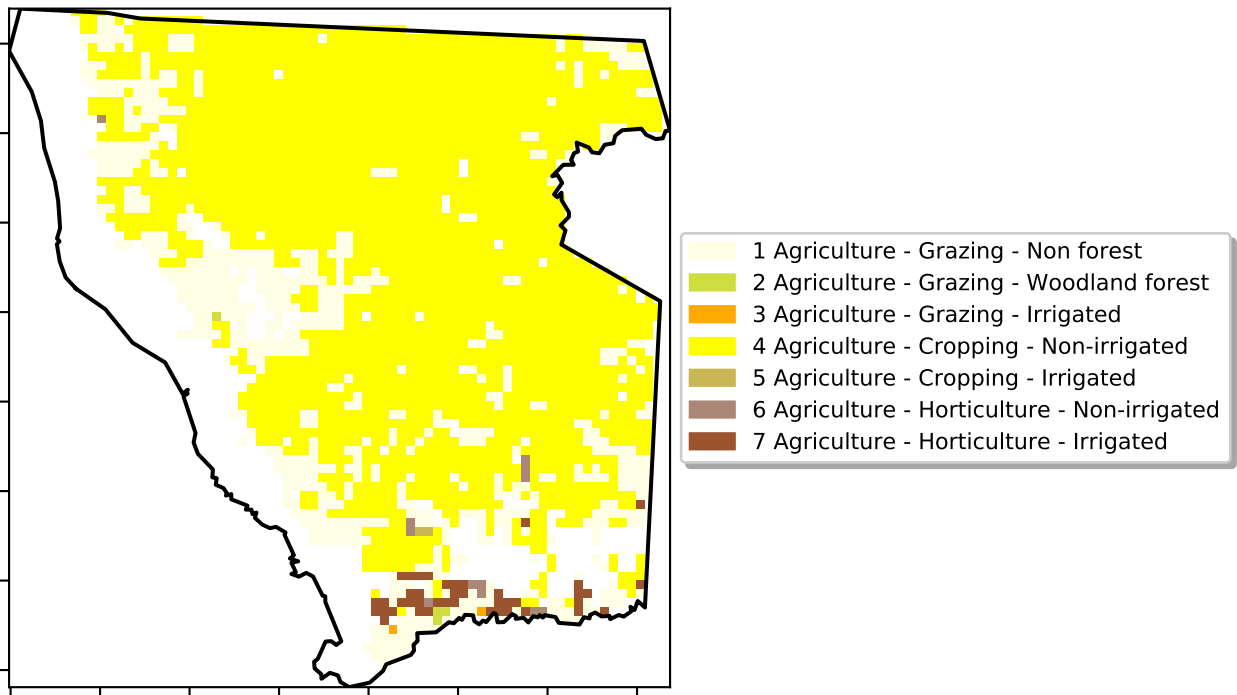 1 Agriculture - Grazing - Non forest
2 Agriculture - Grazing - Woodland forest
3 Agriculture - Grazing - Irrigated
4 Agriculture - Cropping - Non-irrigated
5 Agriculture - Cropping - Irrigated
6 Agriculture - Horticulture - Non-irrigated
7 Agriculture - Horticulture - Irrigated